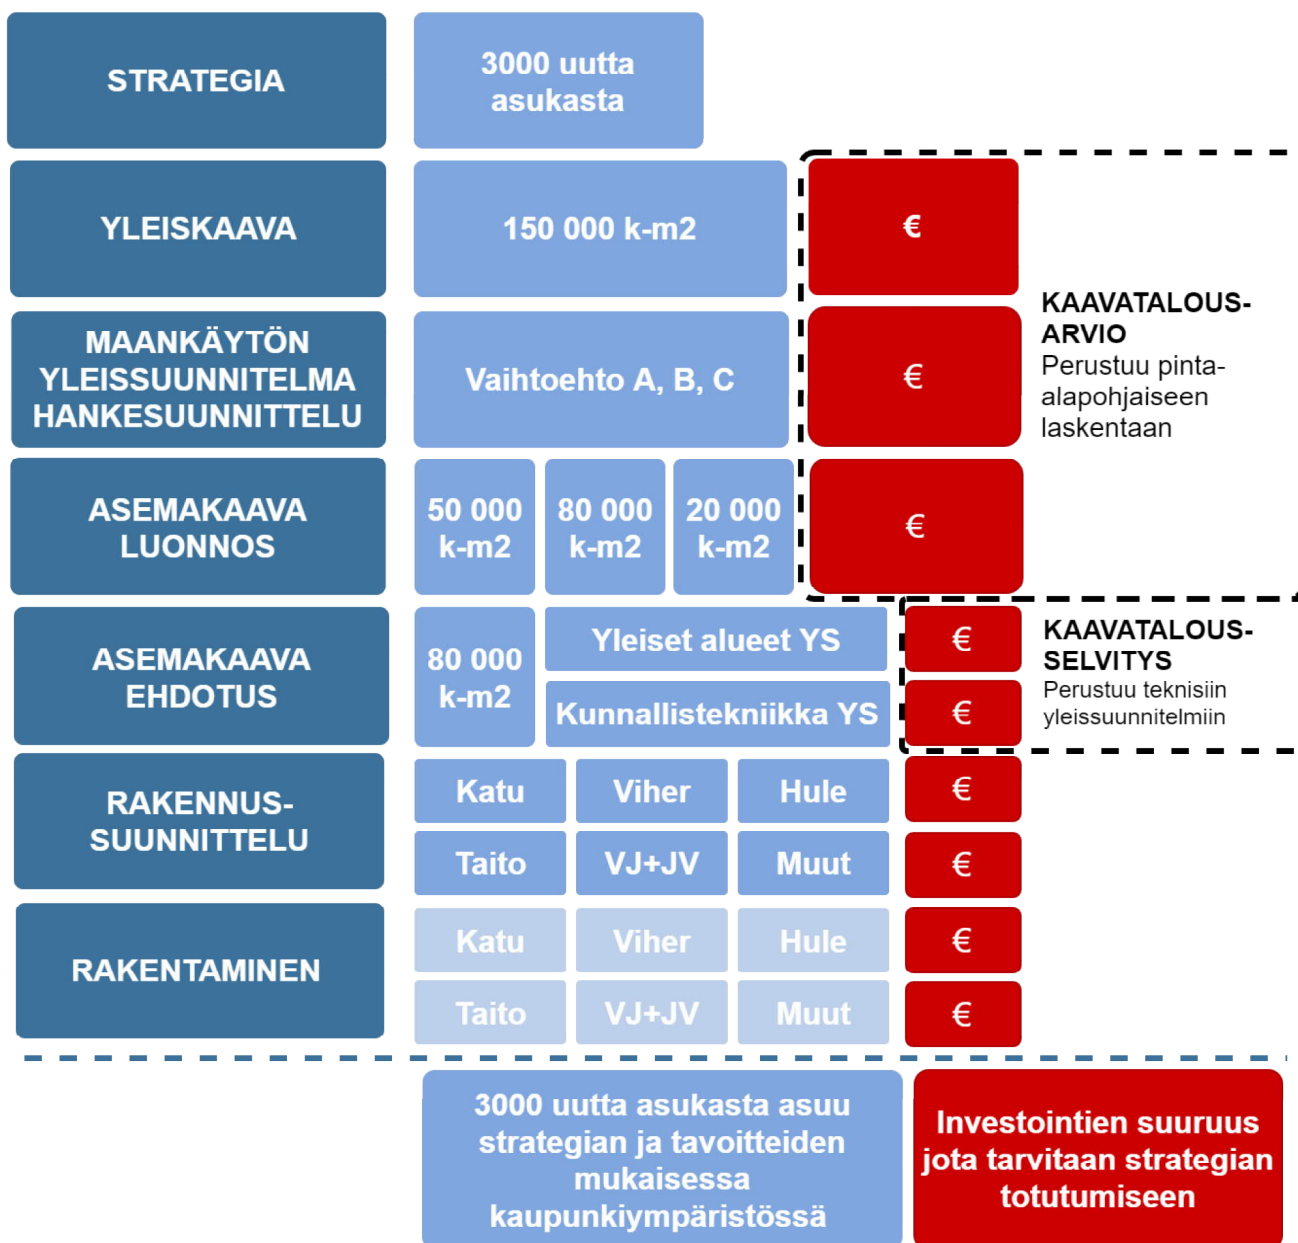 STRATEGIA
3000 uutta
asukasta
YLEISKAAVA
150 000 k-m2
€
MAANKÄYTÖN
YLEISSUUNNITELMA
HANKESUUNNITTELU
Vaihtoehto A, B, C
€
KAAVATALOUS-
ARVIO
Perustuu pinta-
alapohjaiseen
laskentaan
ASEMAKAAVA
LUONNOS
50 000
k-m2
80 000
k-m2
20 000
k-m2
€
ASEMAKAAVA
EHDOTUS
80 000
k-m2
Yleiset alueet YS
€
Kunnallistekniikka YS
€
KAAVATALOUS-
SELVITYS
Perustuu teknisiin
yleissuunnitelmiin
RAKENNUS-
SUUNNITTELU
Katu
Viher
Hule
€
Taito
VJ+JV
Muut
€
RAKENTAMINEN
Katu
Viher
Hule
€
Taito
VJ+JV
Muut
€
3000 uutta asukasta asuu
strategian ja tavoitteiden
mukaisessa
kaupunkiympäristössä
Investointien suuruus
jota tarvitaan strategian
totutumiseen